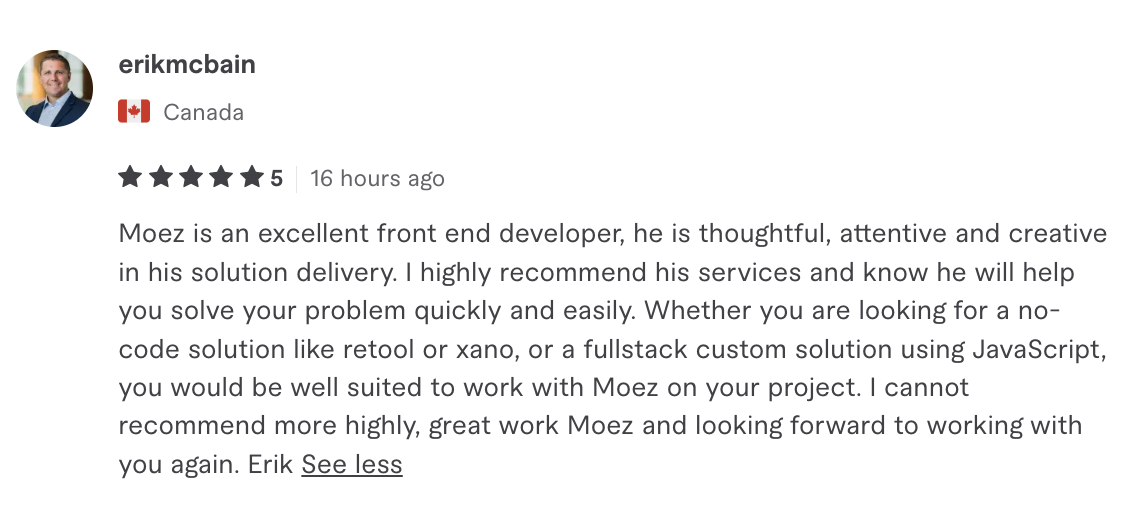 erikmcbain
Canada
5 16 hours ago
Moez is an excellent front end developer, he is thoughtful, attentive and creative
in his solution delivery. I highly recommend his services and know he will help
you solve your problem quickly and easily. Whether you are looking for a no-
code solution like retool or xano, or a fullstack custom solution using JavaScript,
you would be well suited to work with Moez on your project. I cannot
recommend more highly, great work Moez and looking forward to working with
you again. Erik See less